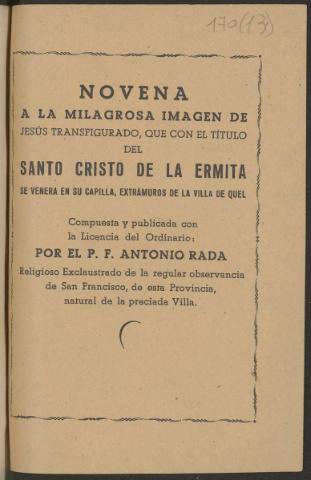 170(13)
NOVENA
A LA MILAGROSA IMAGEN DE
JESÚS TRANSFIGURADO, QUE CON EL TÍTULO
DEL
SANTO CRISTO DE LA ERMITA
SE VENERA EN SU CAPILLA, EXTRAMUROS DE LA VILLA DE QUEL
Compuesta y publicada con
la Licencia del Ordinario:
POR EL P. F. ANTONIO RADA
Religioso Exclaustrado de la regular observancia
de San Francisco, de esta Provincia,
natural de la preciada Villa.